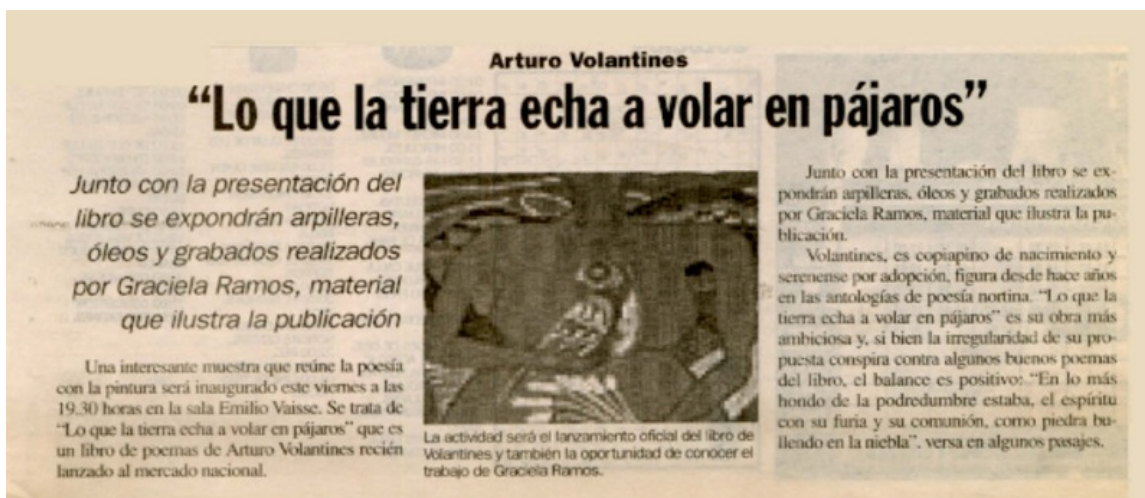 Arturo Volantines
“Lo que la tierra echa a volar en pájaros”
Junto con la presentación del
libro se expondrán arpilleras,
óleos y grabados realizados
por Graciela Ramos, material
que ilustra la publicación
Una interesante muestra que reúne la poesía
con la pintura será inaugurado este viernes a las
19.30 horas en la sala Emilio Vaisse. Se trata de
“Lo que la tierra echa a volar en pájaros” que es
un libro de poemas de Arturo Volantines recién
lanzado al mercado nacional.
La actividad será el lanzamiento oficial del libro de
Volantines y también la oportunidad de conocer el
trabajo de Graciela Ramos.
Junto con la presentación del libro se ex-
pondrán arpilleras, óleos y grabados realizados
por Graciela Ramos, material que ilustra la pu-
blicación.
Volantines, es copiapino de nacimiento y
serenense por adopción, figura desde hace años
en las antologías de poesía nortina. “Lo que la
tierra echa a volar en pájaros” es su obra más
ambiciosa y, si bien la irregularidad de su pro-
puesta conspira contra algunos buenos poemas
del libro, el balance es positivo: “En lo más
hondo de la podredumbre estaba, el espíritu
con su furia y su comunión, como piedra bu-
llendo en la niebla”, versa en algunos pasajes.